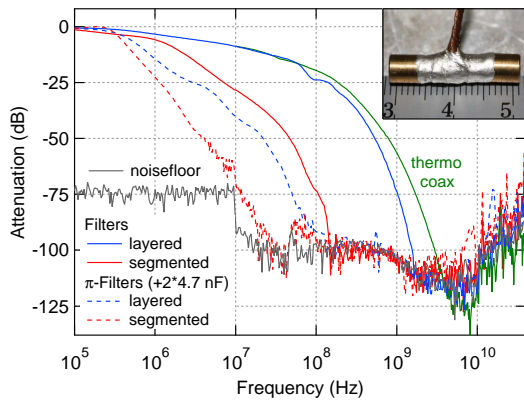 0
-25
-50
-75
-100
-125
Attenuation (dB)
3 4 5
thermo
coax
noisefloor
Filters
layered
segmented
π-Filters (+2*4.7 nF)
layered
segmented
10^5 10^6 10^7 10^8 10^9 10^10
Frequency (Hz)